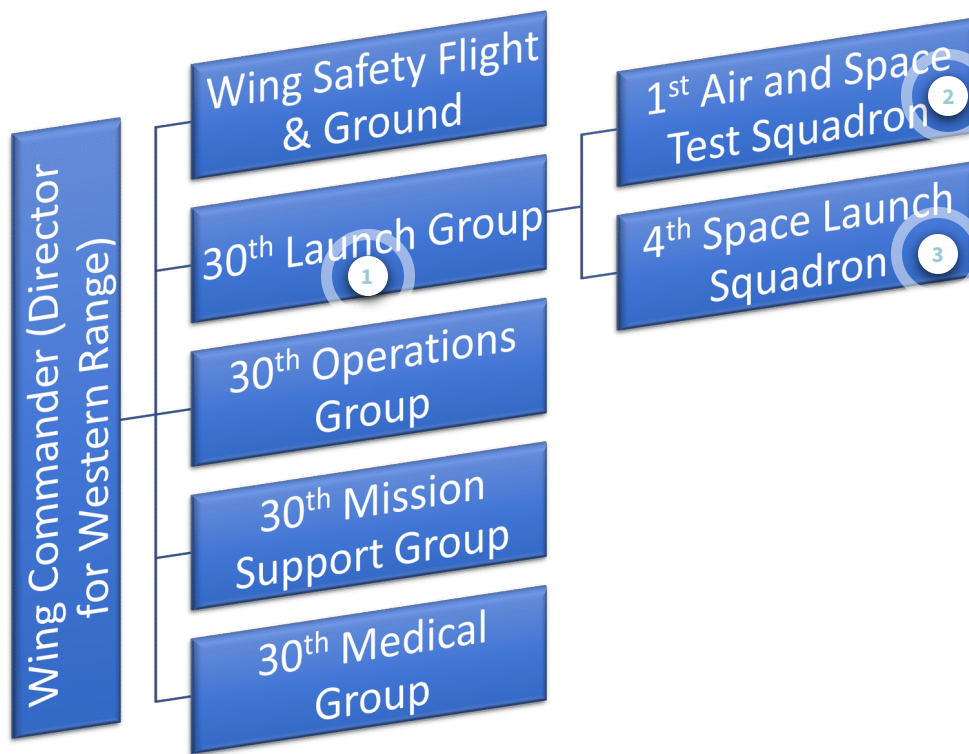 Wing Commander (Director
for Western Range)
Wing Safety Flight
& Ground
30th Launch Group
1
30th Operations
Group
30th Mission
Support Group
30th Medical
Group
1st Air and Space
Test Squadron
2
4th Space Launch
Squadron
3